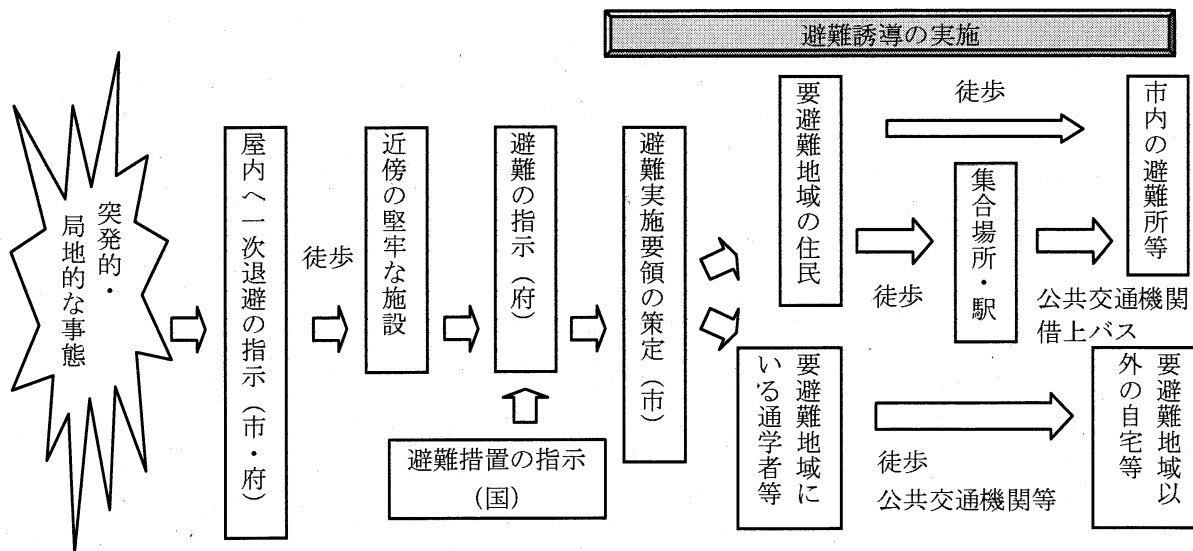 避難誘導の実施
突発的・
局地的な事態
屋内へ一次退避の指示（市・府）
徒歩
近傍の堅牢な施設
避難の指示（府）
避難措置の指示
（国）
避難実施要領の策定（市）
要避難地域の住民
徒歩
市内の避難所等
徒歩
集合場所・駅
公共交通機関
借上バス
要避難地域に
いる通学者等
徒歩
公共交通機関等
要避難地域以
外の自宅等